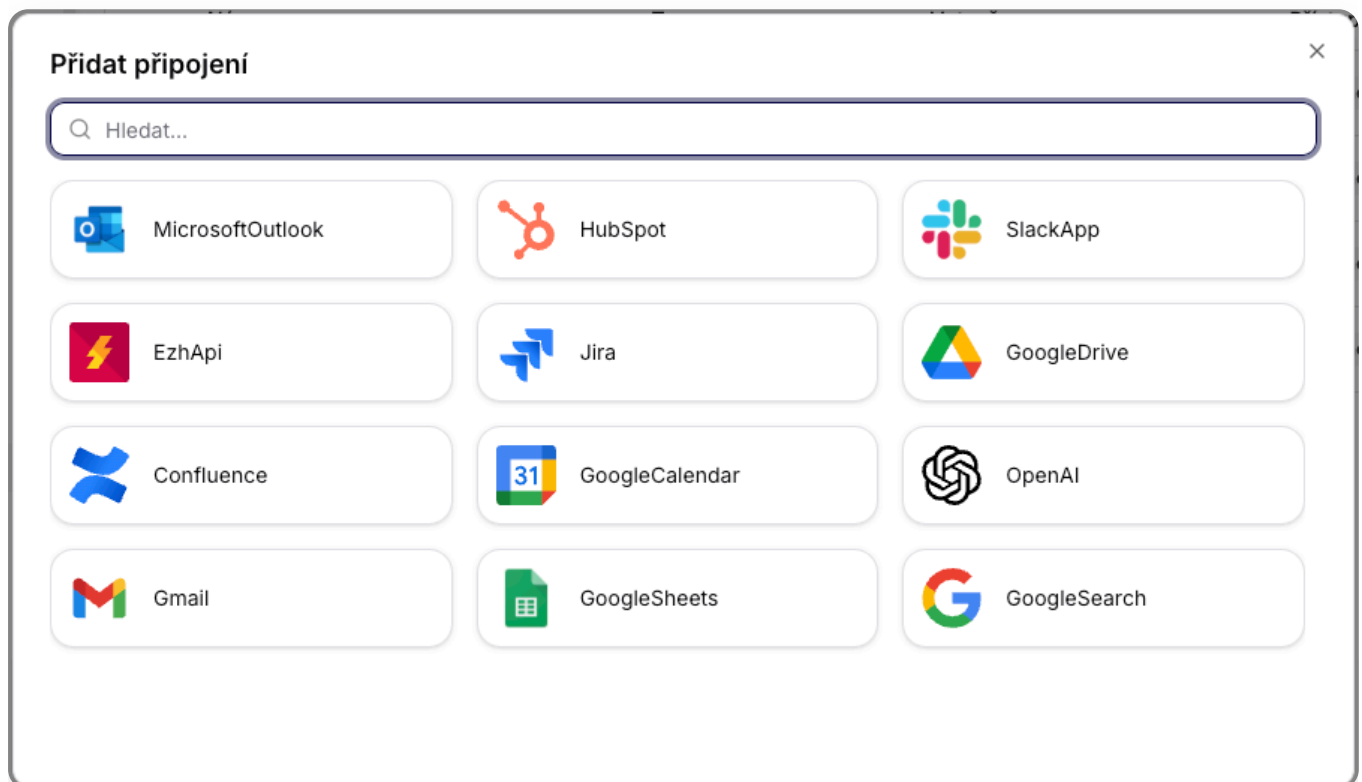 Přidat připojení
Hledat...
MicrosoftOutlook
HubSpot
SlackApp
EzhApi
Jira
GoogleDrive
Confluence
31
GoogleCalendar
OpenAI
Gmail
GoogleSheets
GoogleSearch